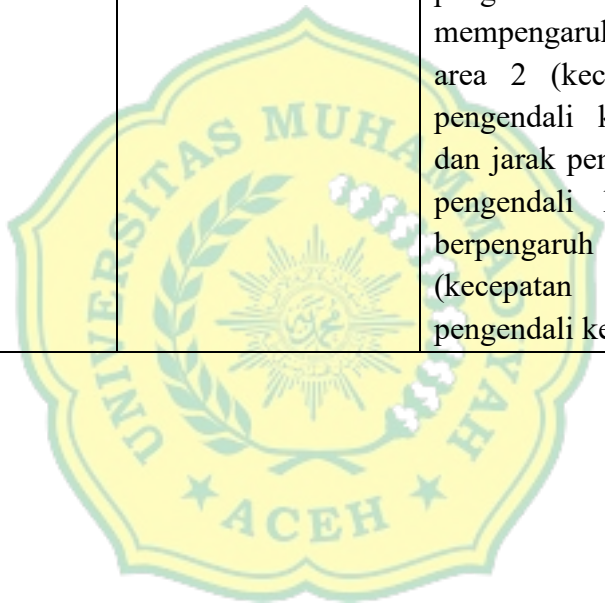 mempengaruh
area 2 (kec
pengendali k
dan jarak pen
pengendali
berpengaruh
(kecepatan
pengendali ke
UNIVERSITAS MUHAMMADIYAH
ACEH